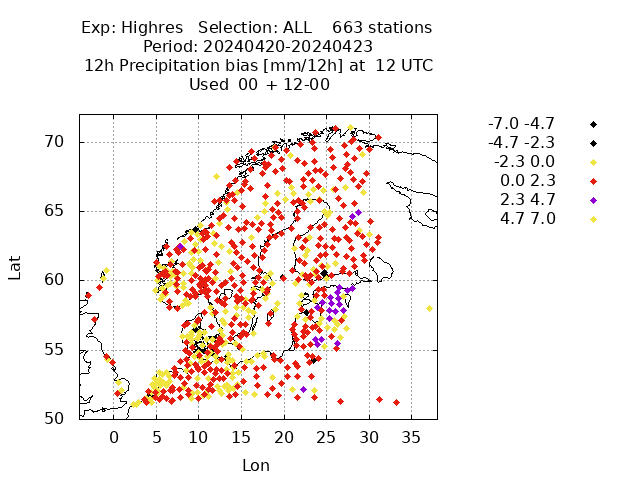 Exp: Highres   Selection: ALL    663 stations
Period: 20240420-20240423
12h Precipitation bias [mm/12h] at  12 UTC
Used  00 + 12-00
-7.0 -4.7
-4.7 -2.3
-2.3 0.0
0.0 2.3
2.3 4.7
4.7 7.0
70
65
60
55
50
Lat
0 5 10 15 20 25 30 35
Lon